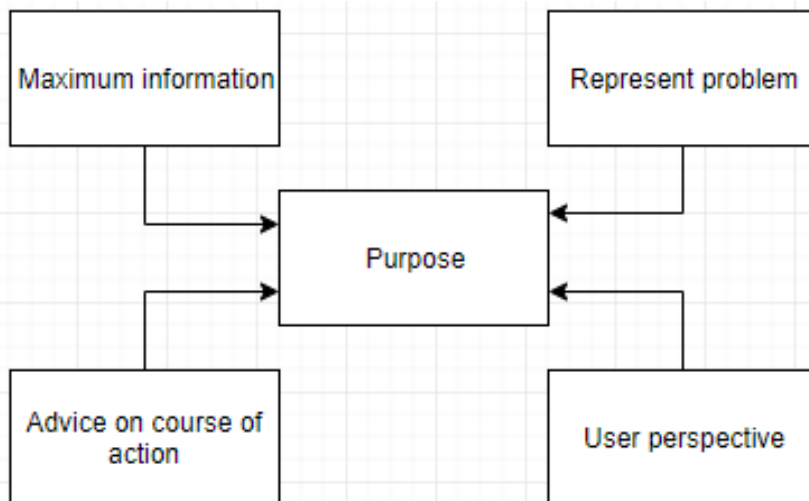 Maximum information
Represent problem
Purpose
Advice on course of
action
User perspective